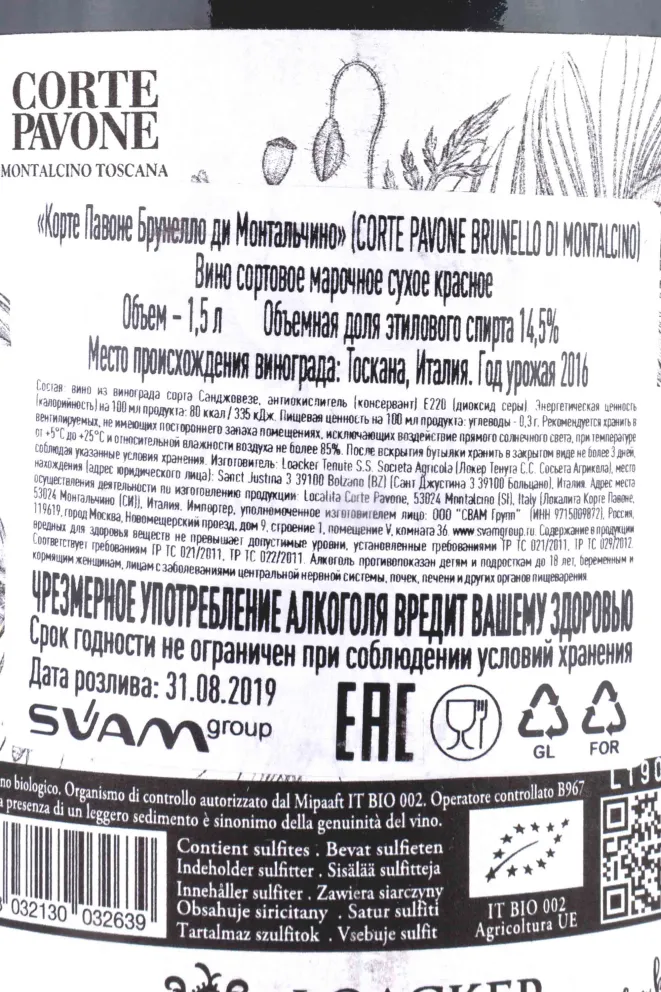 CORTE
PAVONE
MONTALCINO TOSCANA
«Корте Павоне Брунелло ди Монтальчино» (CORTE PAVONE BRUNELLO DI MONTALCINO)
Вино сортовое марочное сухое красное
Объем – 1,5 л Объемная доля этилового спирта 14,5%
Место происхождения винограда: Тоскана, Италия. Год урожая 2016
Состав: вино из винограда сорта Санджовезе, антиокислитель (консервант) Е220 (диоксид серы). Энергетическая ценность
(калорийность) на 100 мл продукта: 80 ккал / 335 кДж. Пищевая ценность на 100 мл продукта: углеводы - 0,3 г. Рекомендуется хранить в
вентилируемых, не имеющих постороннего запаха помещениях, исключающих воздействие прямого солнечного света, при температуре
от +5°С до +25°С и относительной влажности воздуха не более 85%. После вскрытия бутылки хранить в закрытом виде не более 3 дней,
соблюдая указанные условия хранения. Изготовитель: Loacker Tenute S.S. Societa Agricola (Локер Тенута С.С. Сосьета Агрикела), место
нахождения (адрес юридического лица): Sanct Justina 3 39100 Bolzano (BZ) (Сант Джустина 3 39100 Больцано), Италия. Адрес места
осуществления деятельности по изготовлению продукции: Localita Corte Pavone, 53024 Montalcino (SI), Italy (Локалита Корте Павоне,
53024 Монтальчино (СИ)), Италия. Импортер, уполномоченное изготовителем лицо: ООО "СВАМ Групп" (ИНН 9715009872), Россия,
119619, город Москва, Новомещерский проезд, дом 9, строение 1, помещение V, комната 36. www.svamgroup.ru. Содержание в продукции
вредных для здоровья веществ не превышает допустимые уровни, установленные требованиями ТР ТС 021/2011, ТР ТС 029/2012.
Соответствует требованиям ТР ТС 021/2011, ТР ТС 022/2011. Алкоголь противопоказан детям и подросткам до 18 лет, беременным и
кормящим женщинам, лицам с заболеваниями центральной нервной системы, почек, печени и других органов пищеварения.
ЧРЕЗМЕРНОЕ УПОТРЕБЛЕНИЕ АЛКОГОЛЯ ВРЕДИТ ВАШЕМУ ЗДОРОВЬЮ
Срок годности не ограничен при соблюдении условий хранения
Дата розлива: 31.08.2019
SVAM group EAC GL FOR
no biologico. Organismo di controllo autorizzato dal Mipaaft IT BIO 002. Operatore controllato B967
a presenza di un leggero sedimento è sinonimo della genuinità del vino.
Contient sulfites . Bevat sulfieten
Indeholder sulfitter . Sisälää sulfitteja
Innehåller sulfiter . Zawiera siarczyny
Obsahuje siricitany . Satur sulfīti
Tartalmaz szulfitok . Vsebuje sulfit
8 032130 032639
IT BIO 002
Agricoltura UE
LOACKER